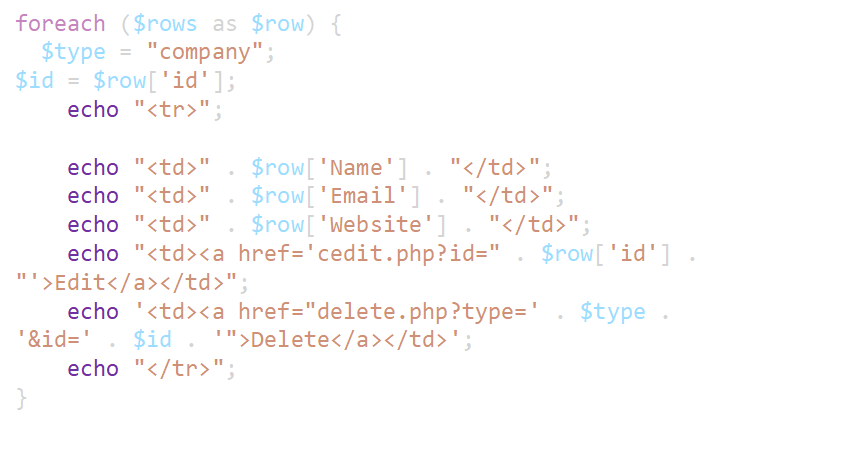 foreach ($rows as $row) {
  $type = "company";
$id = $row['id'];
    echo "<tr>";

    echo "<td>" . $row['Name'] . "</td>";
    echo "<td>" . $row['Email'] . "</td>";
    echo "<td>" . $row['Website'] . "</td>";
    echo "<td><a href='cedit.php?id=" . $row['id'] .
"'>Edit</a></td>";
    echo '<td><a href="delete.php?type=' . $type .
'&id=' . $id . '">Delete</a></td>';
    echo "</tr>";
}